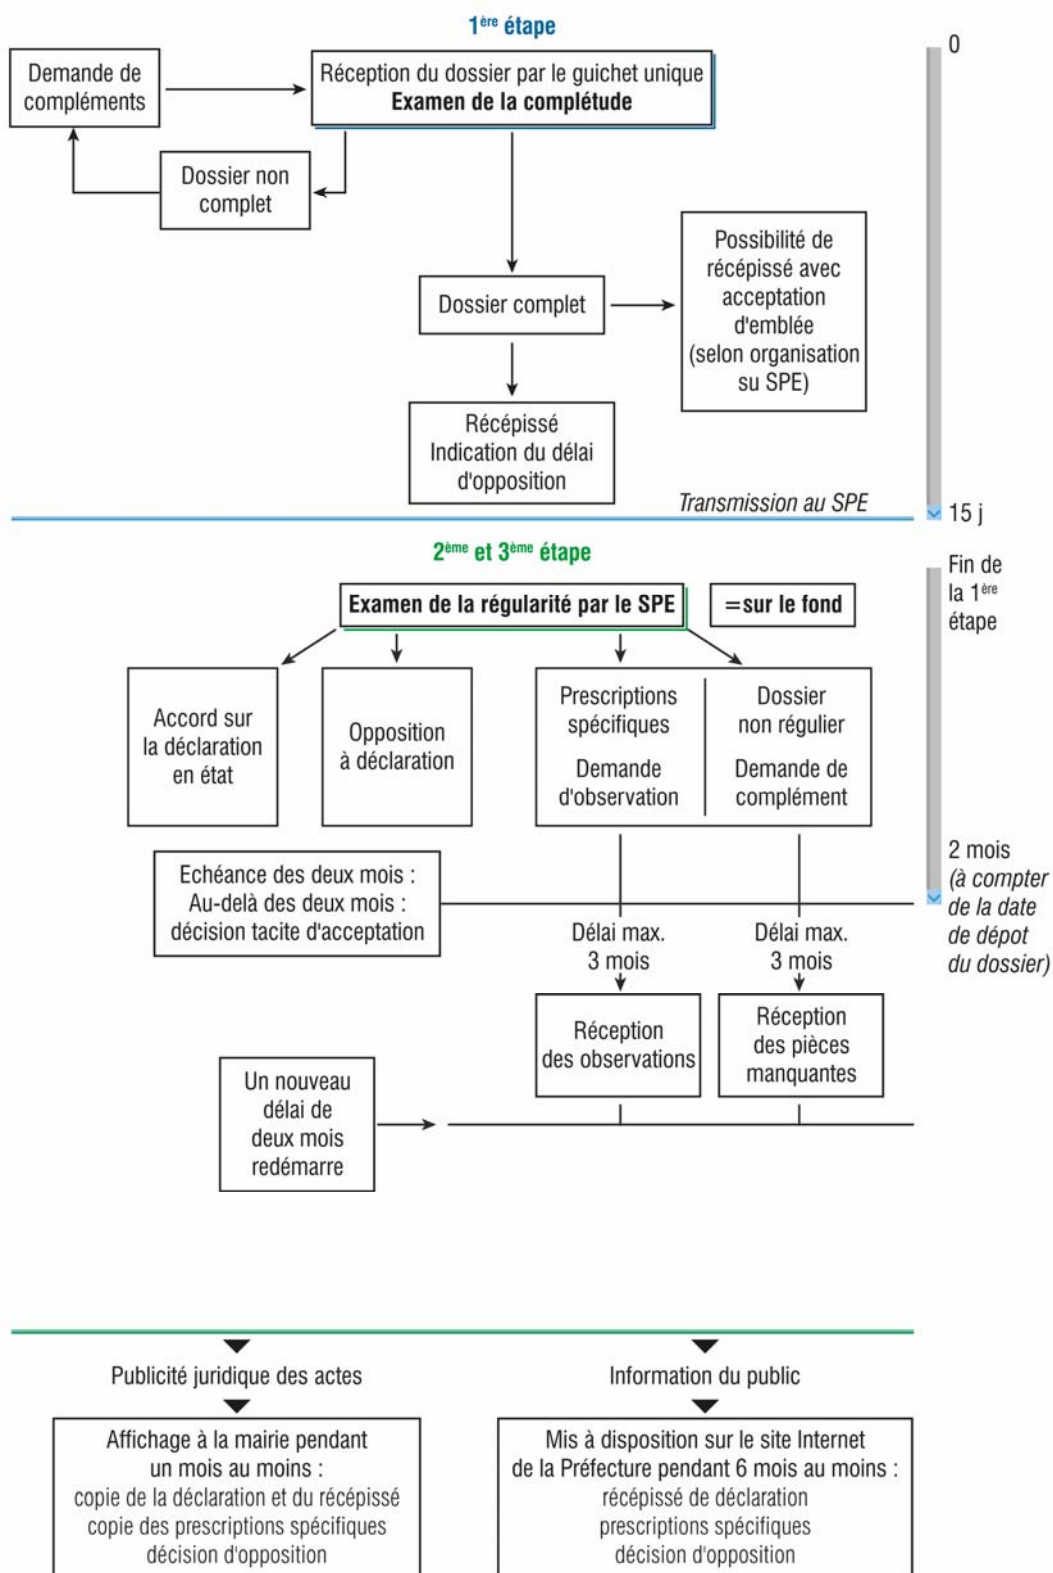 1ère étape
0
Demande de
compléments
Réception du dossier par le guichet unique
Examen de la complétude
Dossier non
complet
Possibilité de
récépissé avec
acceptation
d'emblée
(selon organisation
su SPE)
Dossier complet
Récépissé
Indication du délai
d'opposition
Transmission au SPE
15 j
2ème et 3ème étape
Fin de
la 1ère
étape
Examen de la régularité par le SPE
=sur le fond
Accord sur
la déclaration
en état
Opposition
à déclaration
Prescriptions
spécifiques
Demande
d'observation
Dossier
non régulier
Demande de
complément
2 mois
(à compter
de la date
de dépot
du dossier)
Echéance des deux mois :
Au-delà des deux mois :
décision tacite d'acceptation
Délai max.
3 mois
Délai max.
3 mois
Réception
des observations
Réception
des pièces
manquantes
Un nouveau
délai de
deux mois
redémarre
Publicité juridique des actes
Information du public
Affichage à la mairie pendant
un mois au moins :
copie de la déclaration et du récépissé
copie des prescriptions spécifiques
décision d'opposition
Mis à disposition sur le site Internet
de la Préfecture pendant 6 mois au moins :
récépissé de déclaration
prescriptions spécifiques
décision d'opposition